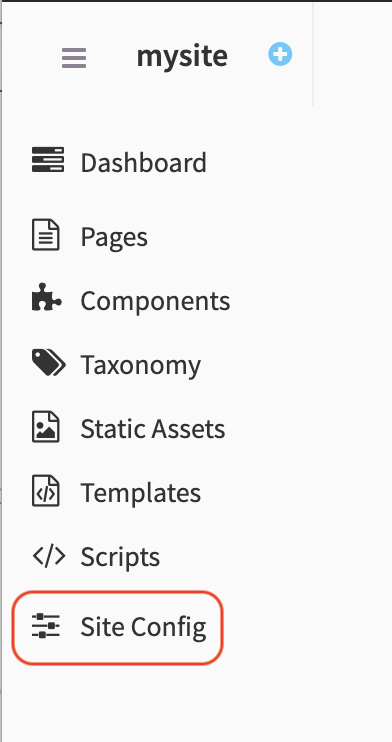 mysite
Dashboard
Pages
Components
Taxonomy
Static Assets
Templates
Scripts
Site Config